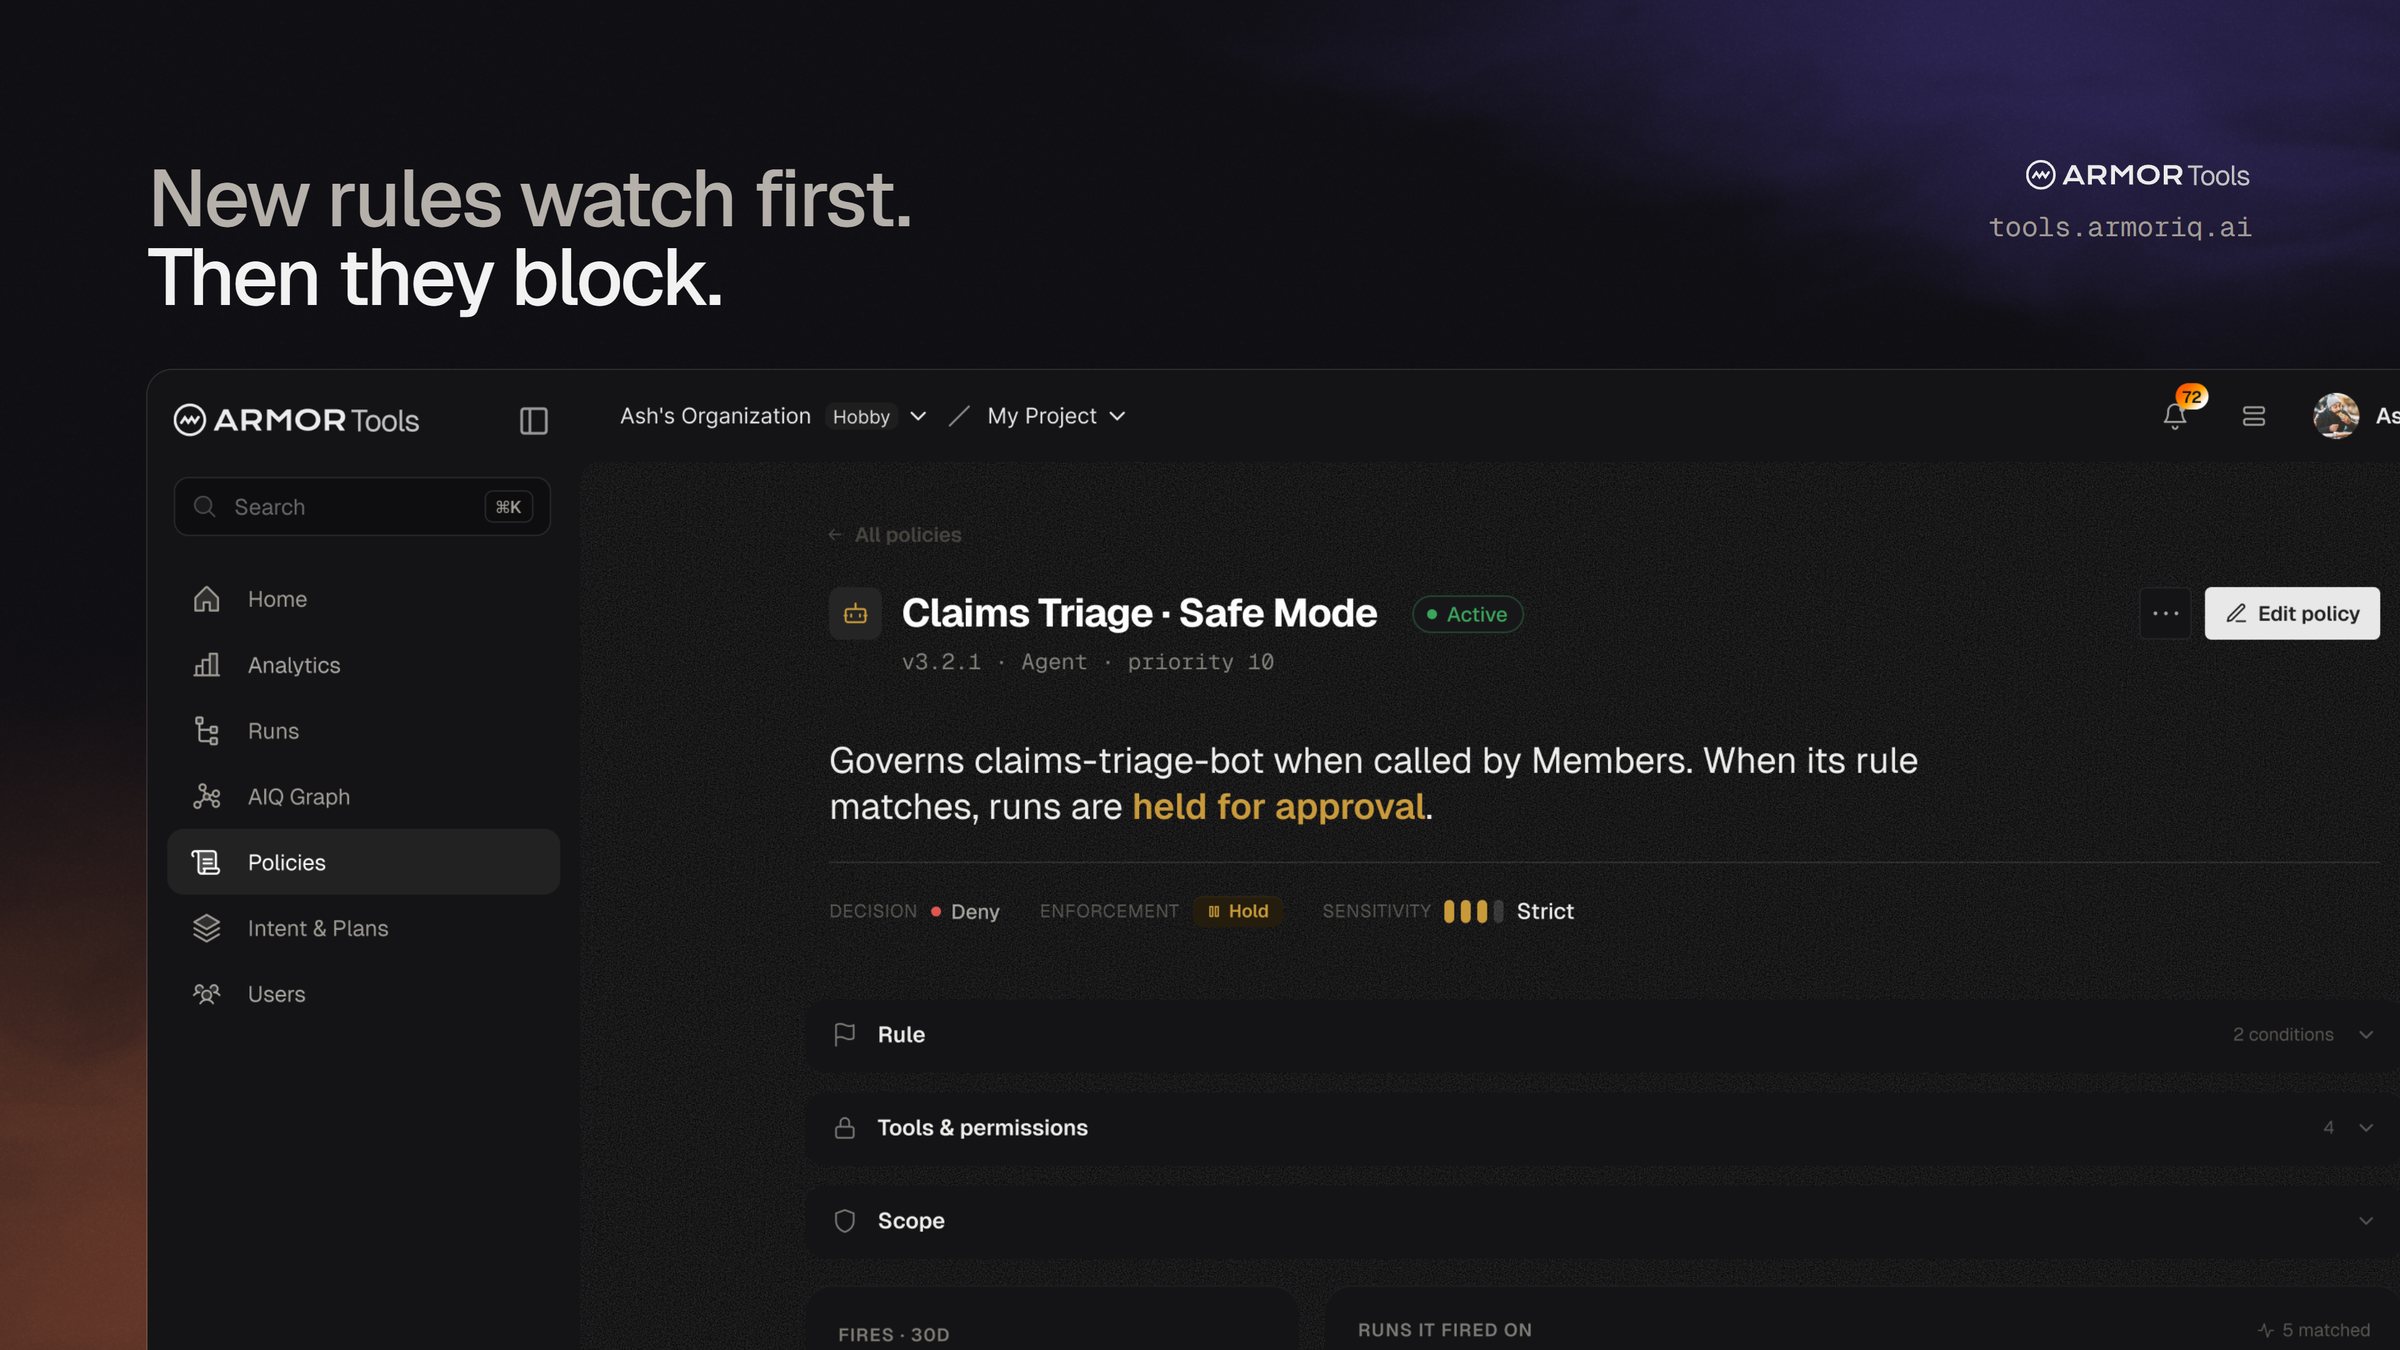 New rules watch first.
Then they block.
ARMOR Tools
tools.armoriq.ai
ARMOR Tools
Ash's Organization Hobby / My Project
72
Search ⌘K
Home
Analytics
Runs
AIQ Graph
Policies
Intent & Plans
Users
← All policies
Claims Triage · Safe Mode
Active
··· Edit policy
v3.2.1 · Agent · priority 10
Governs claims-triage-bot when called by Members. When its rule
matches, runs are held for approval.
DECISION Deny ENFORCEMENT Hold SENSITIVITY Strict
Rule 2 conditions
Tools & permissions 4
Scope
FIRES · 30D
RUNS IT FIRED ON 5 matched